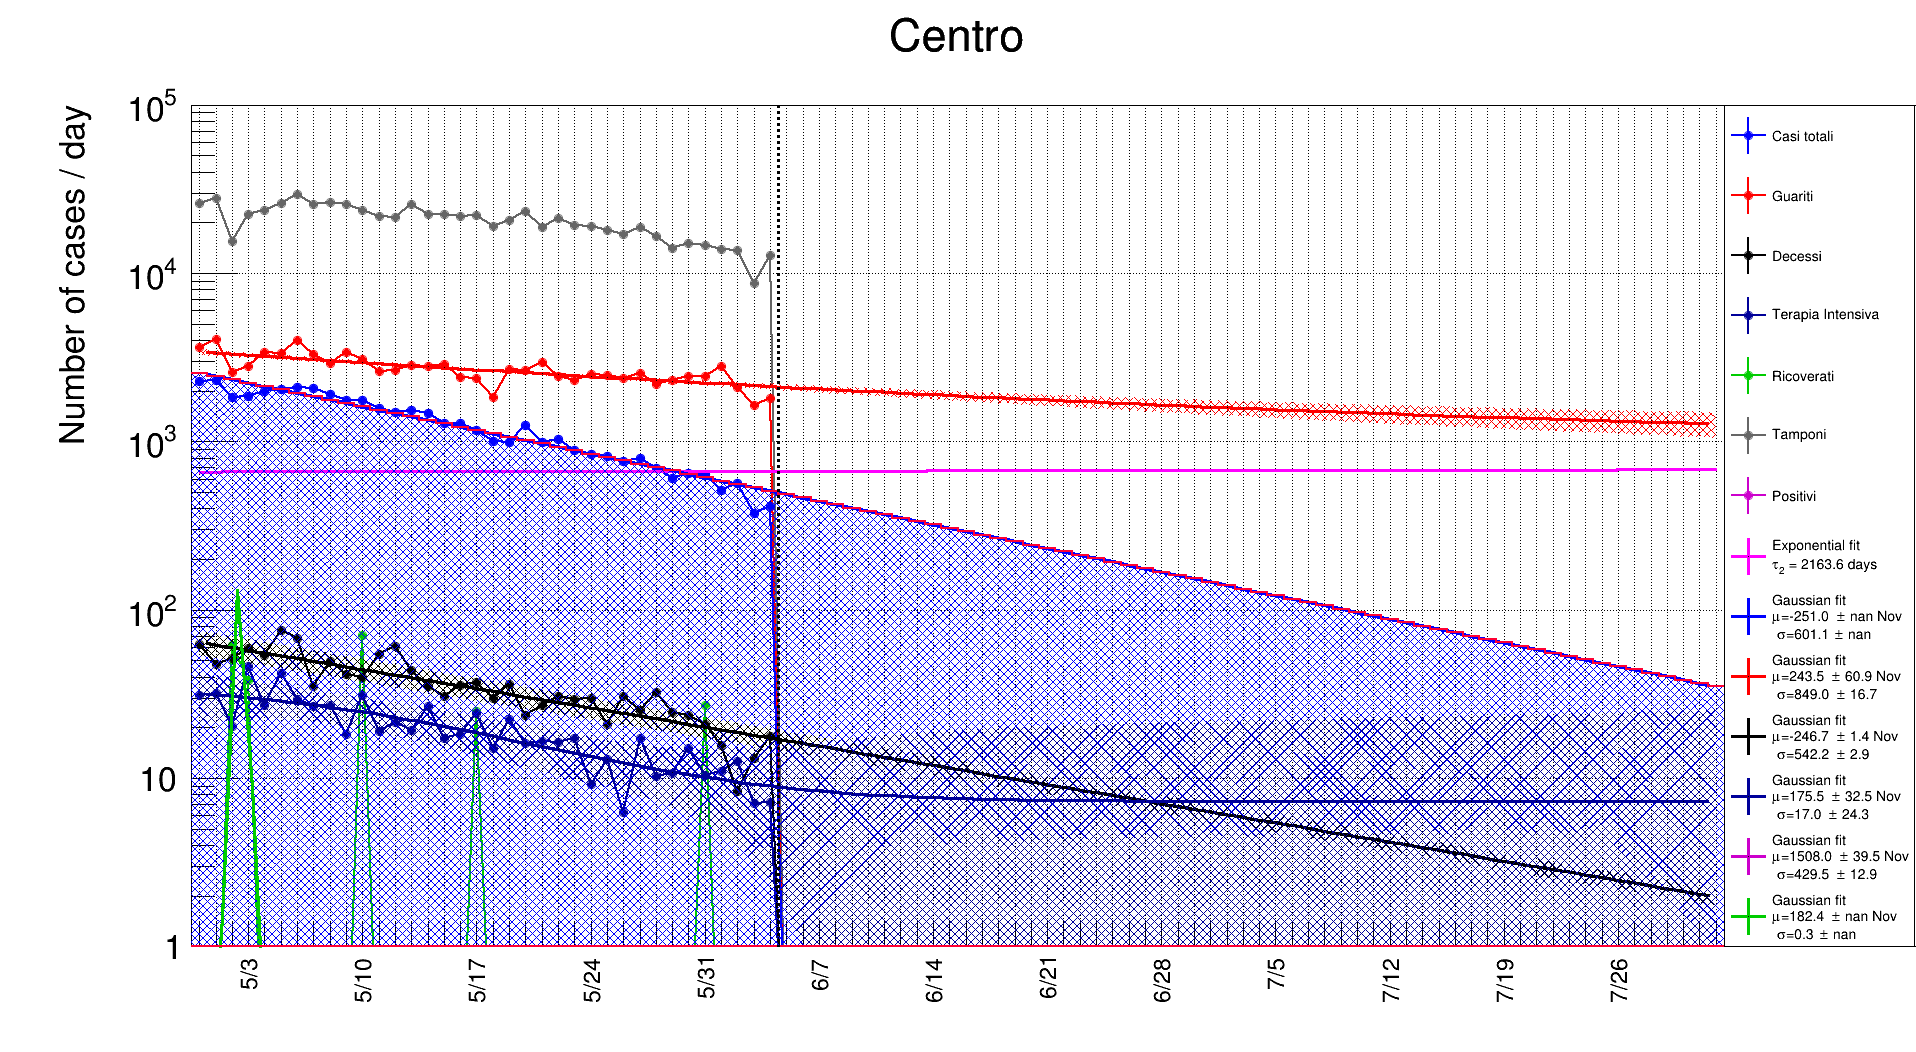 Centro
Number of cases / day
10^5
10^4
10^3
10^2
10
1
5/3
5/10
5/17
5/24
5/31
6/7
6/14
6/21
6/28
7/5
7/12
7/19
7/26
Casi totali
Guariti
Decessi
Terapia Intensiva
Ricoverati
Tamponi
Positivi
Exponential fit
τ₂ = 2163.6 days
Gaussian fit
μ=-251.0 ± nan Nov
σ=601.1 ± nan
Gaussian fit
μ=243.5 ± 60.9 Nov
σ=849.0 ± 16.7
Gaussian fit
μ=-246.7 ± 1.4 Nov
σ=542.2 ± 2.9
Gaussian fit
μ=175.5 ± 32.5 Nov
σ=17.0 ± 24.3
Gaussian fit
μ=1508.0 ± 39.5 Nov
σ=429.5 ± 12.9
Gaussian fit
μ=182.4 ± nan Nov
σ=0.3 ± nan